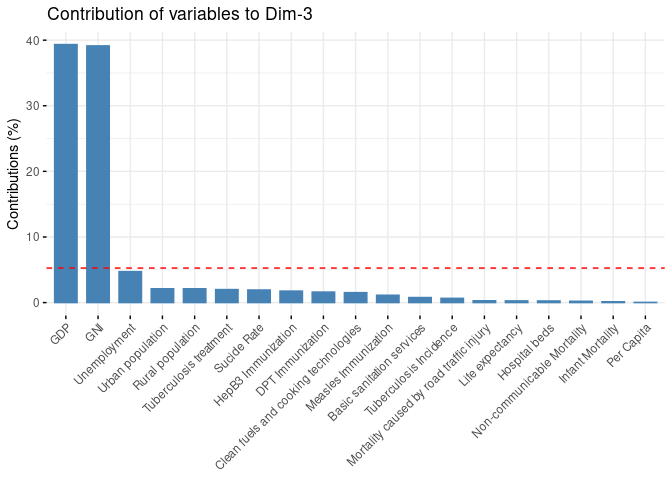 Contribution of variables to Dim-3
Contributions (%)
40
30
20
10
0
GDP
GNI
Unemployment
Urban population
Rural population
Tuberculosis treatment
Sucide Rate
HepB3 Immunization
DPT Immunization
Clean fuels and cooking technologies
Measles Immunization
Basic sanitation services
Tuberculosis Incidence
Mortality caused by road traffic injury
Life expectancy
Hospital beds
Non-communicable Mortality
Infant Mortality
Per Capita